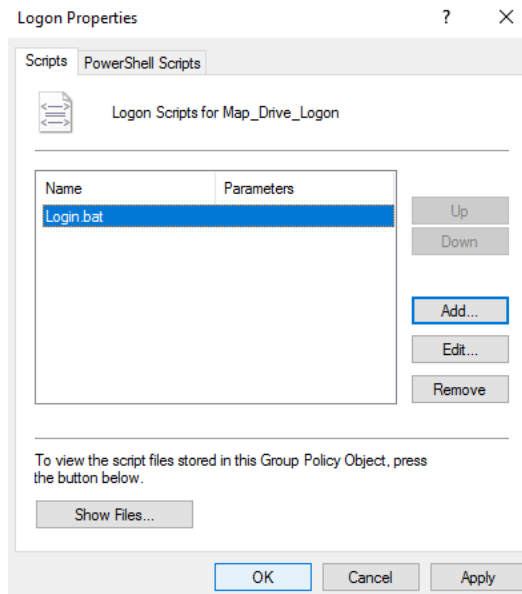 Logon Properties
?
Scripts
PowerShell Scripts
Logon Scripts for Map_Drive_Logon
Name
Parameters
Login.bat
Up
Down
Add...
Edit...
Remove
To view the script files stored in this Group Policy Object, press
the button below.
Show Files...
OK
Cancel
Apply